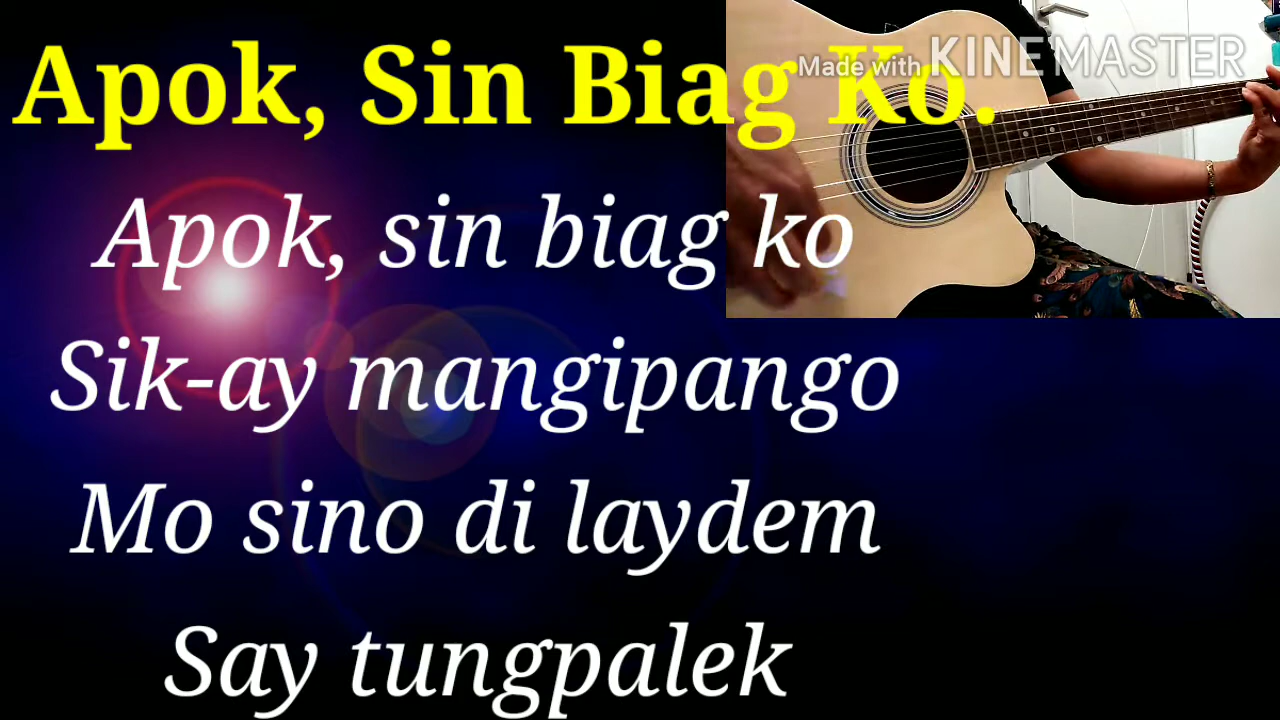 Apok, Sin Biag Ko.
Made with KINEMASTER
Apok, sin biag ko
Sik-ay mangipango
Mo sino di laydem
Say tungpalek